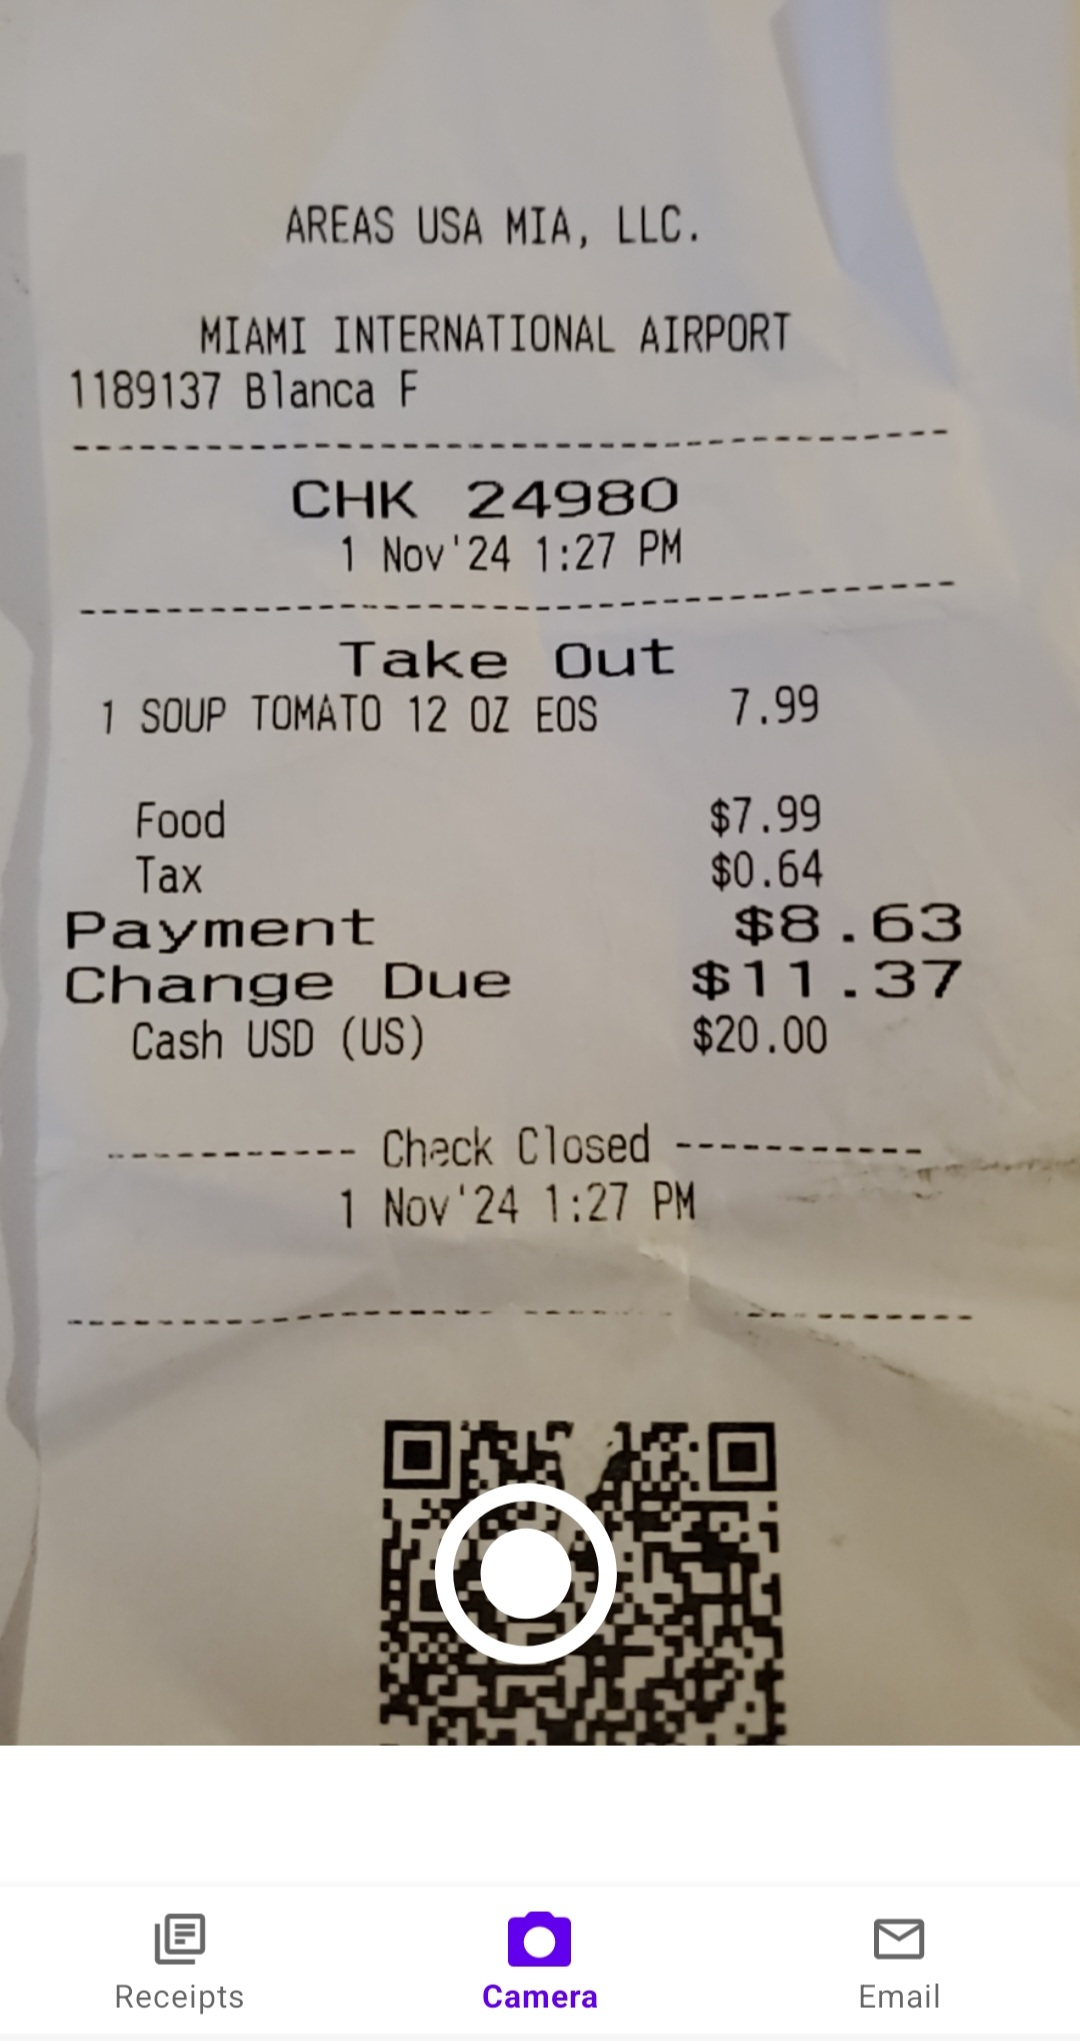 AREAS USA MIA, LLC.
MIAMI INTERNATIONAL AIRPORT
1189137 Blanca F
CHK 24980
1 Nov'24 1:27 PM
Take Out
1 SOUP TOMATO 12 OZ EOS 7.99
Food $7.99
Tax $0.64
Payment $8.63
Change Due $11.37
Cash USD (US) $20.00
----------- Check Closed -----------
1 Nov'24 1:27 PM
Receipts Camera Email